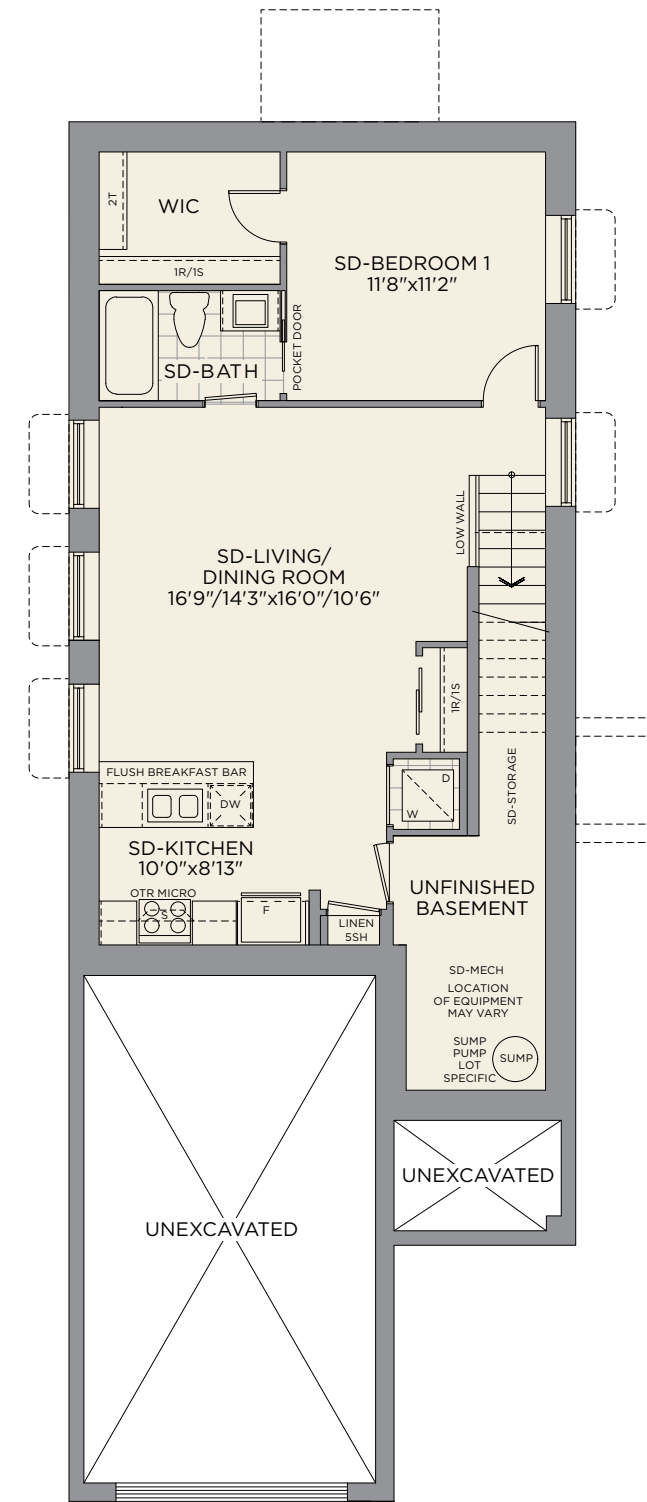 2T
WIC
1R/1S
SD-BEDROOM 1
11'8"x11'2"
POCKET DOOR
SD-BATH
LOW WALL
SD-LIVING/
DINING ROOM
16'9"/14'3"x16'0"/10'6"
1R/1S
SD-STORAGE
FLUSH BREAKFAST BAR
DW
D
W
SD-KITCHEN
10'0"x8'13"
OTR MICRO
S
F
LINEN
5SH
UNFINISHED
BASEMENT
SD-MECH
LOCATION
OF EQUIPMENT
MAY VARY
SUMP
PUMP
LOT
SPECIFIC
SUMP
UNEXCAVATED
UNEXCAVATED